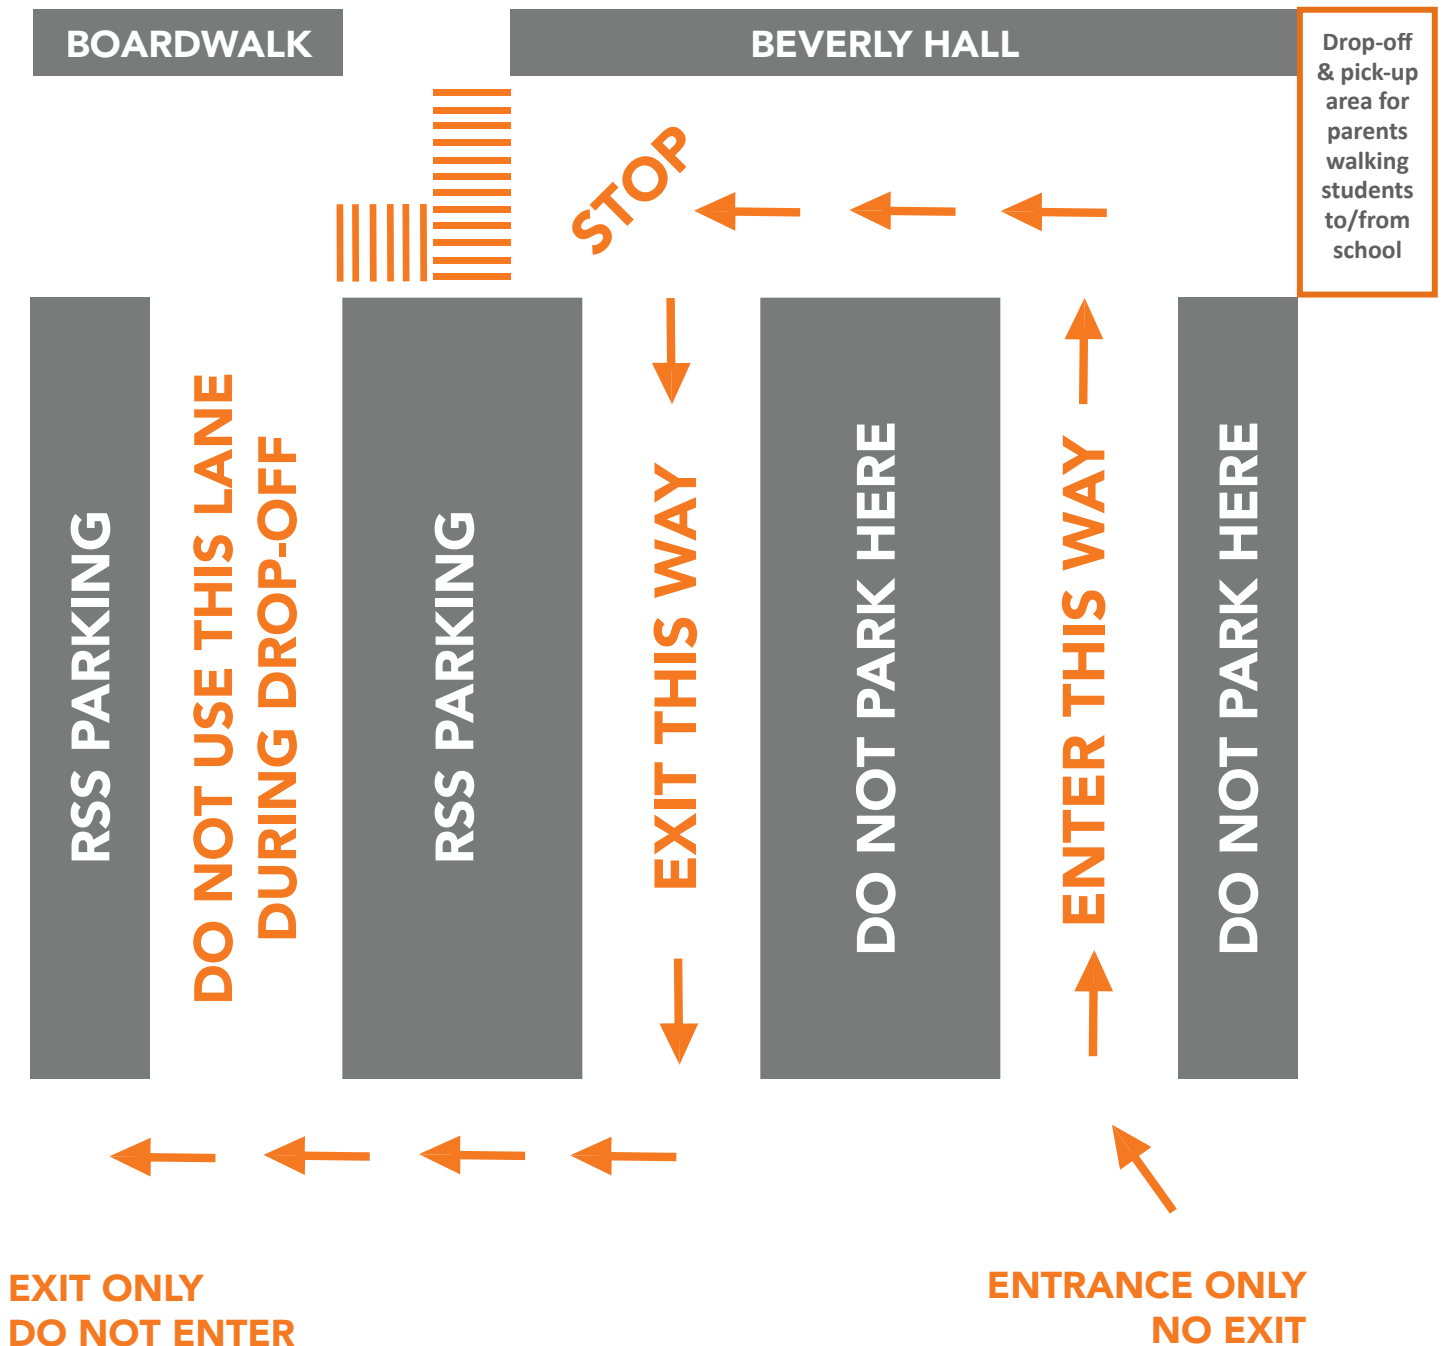 BOARDWALK
BEVERLY HALL
Drop-off
& pick-up
area for
parents
walking
students
to/from
school
STOP
RSS PARKING
DO NOT USE THIS LANE
DURING DROP-OFF
RSS PARKING
EXIT THIS WAY
DO NOT PARK HERE
ENTER THIS WAY
DO NOT PARK HERE
EXIT ONLY
DO NOT ENTER
ENTRANCE ONLY
NO EXIT